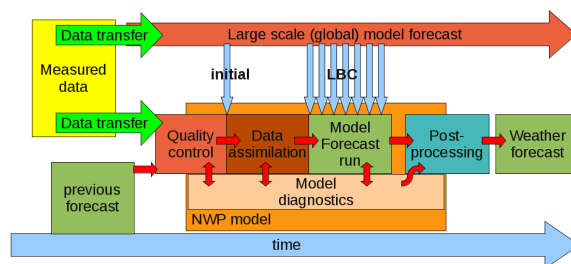 Data transfer
Large scale (global) model forecast
Measured
data
initial
LBC
Data transfer
Quality
control
Data
assimilation
Model
Forecast
run
Post-
processing
Weather
forecast
previous
forecast
Model
diagnostics
NWP model
time